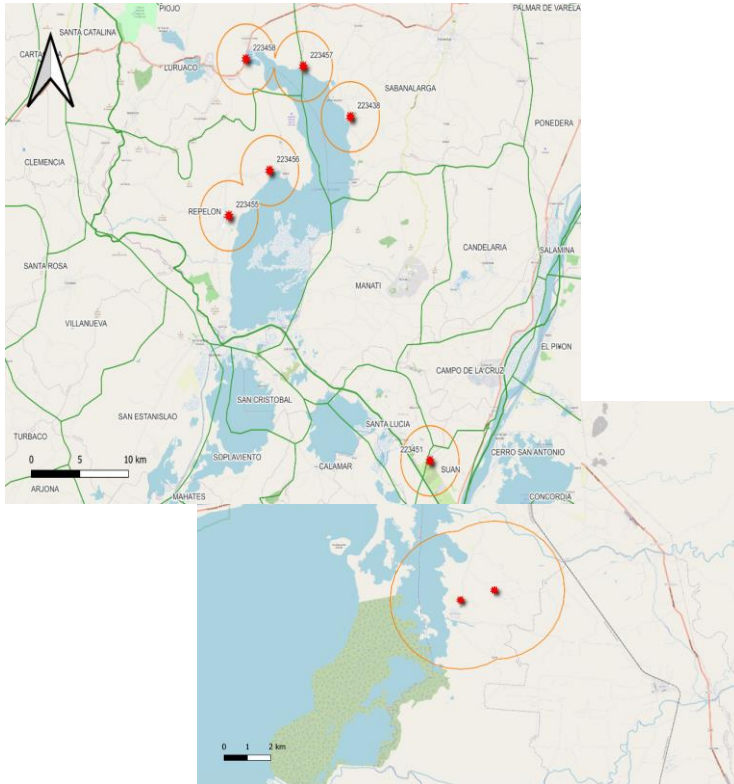 PIOJO
PALMAR DE VARELA
SANTA CATALINA
CARTA
223458
223457
LURUACO
SABANALARGA
223438
PONEDERA
CLEMENCIA
223456
REPELON
223455
CANDELARIA
SALAMINA
SANTA ROSA
MANATI
VILLANUEVA
EL PIÑON
CAMPO DE LA CRUZ
SAN CRISTOBAL
SAN ESTANISLAO
SANTA LUCIA
TURBACO
223451
CERRO SAN ANTONIO
SOPLAVIENTO
SUAN
0 5 10 km
CALAMAR
ARJONA
MAHATES
CONCORDIA
0 1 2 km